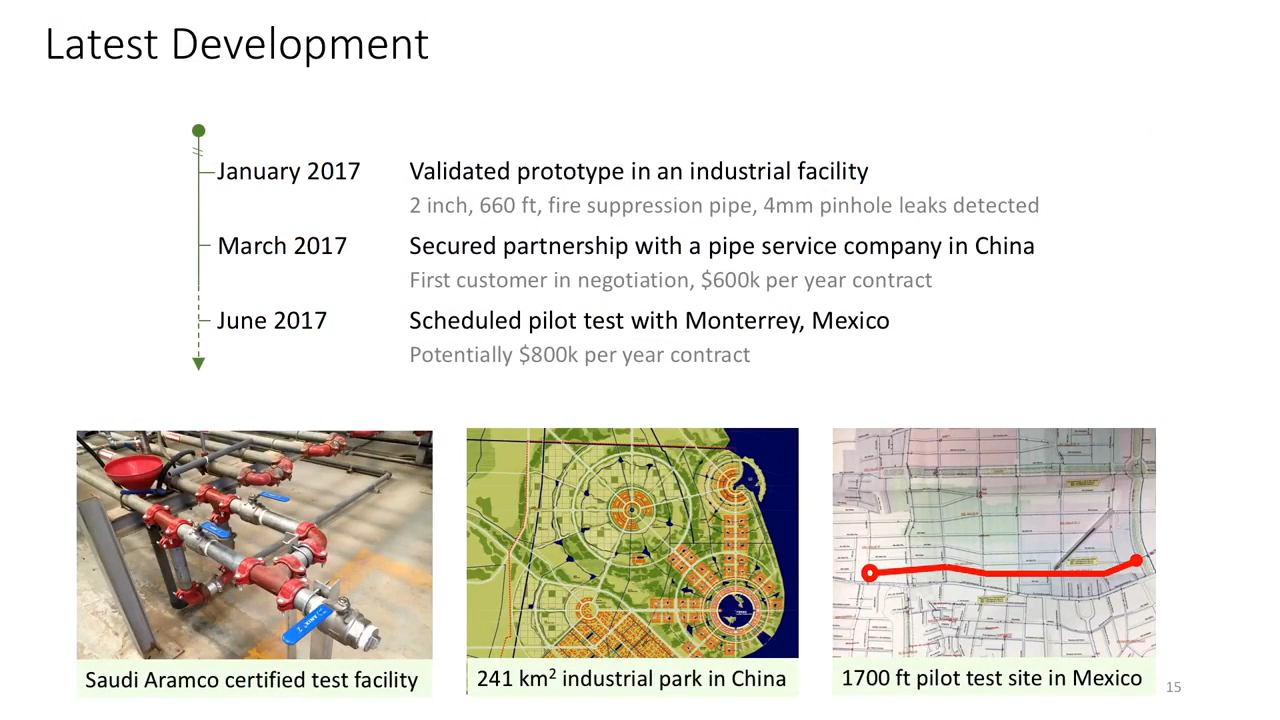 Latest Development
January 2017
Validated prototype in an industrial facility
2 inch, 660 ft, fire suppression pipe, 4mm pinhole leaks detected
March 2017
Secured partnership with a pipe service company in China
First customer in negotiation, $600k per year contract
June 2017
Scheduled pilot test with Monterrey, Mexico
Potentially $800k per year contract
Saudi Aramco certified test facility
241 km² industrial park in China
1700 ft pilot test site in Mexico
15